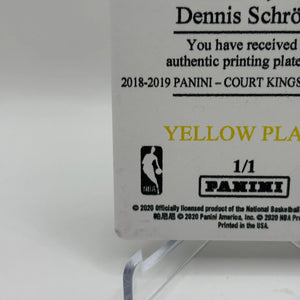 Dennis Schrö
You have received
authentic printing plate
2018-2019 PANINI – COURT KINGS
YELLOW PLA
1/1
NBA
PANINI
© 2020 Officially licensed product of the National Basketball
© 2020 Panini America, Inc. © 2020 NBA Pro
Printed in the USA.